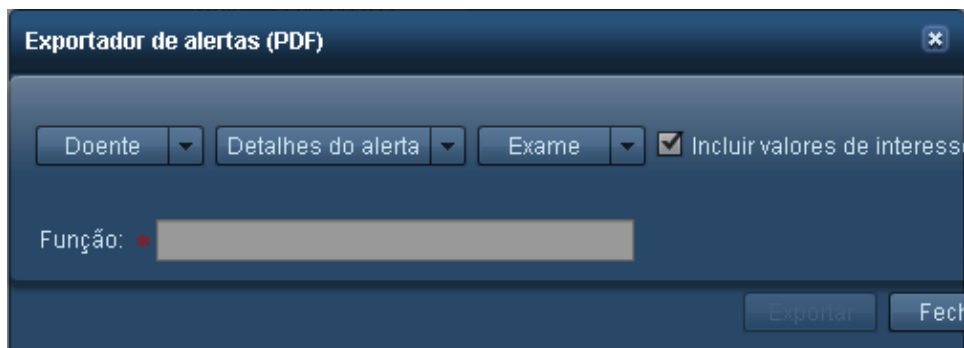 Exportador de alertas (PDF)
Doente Detalhes do alerta Exame Incluir valores de interess
Função: *
Exportar Fech